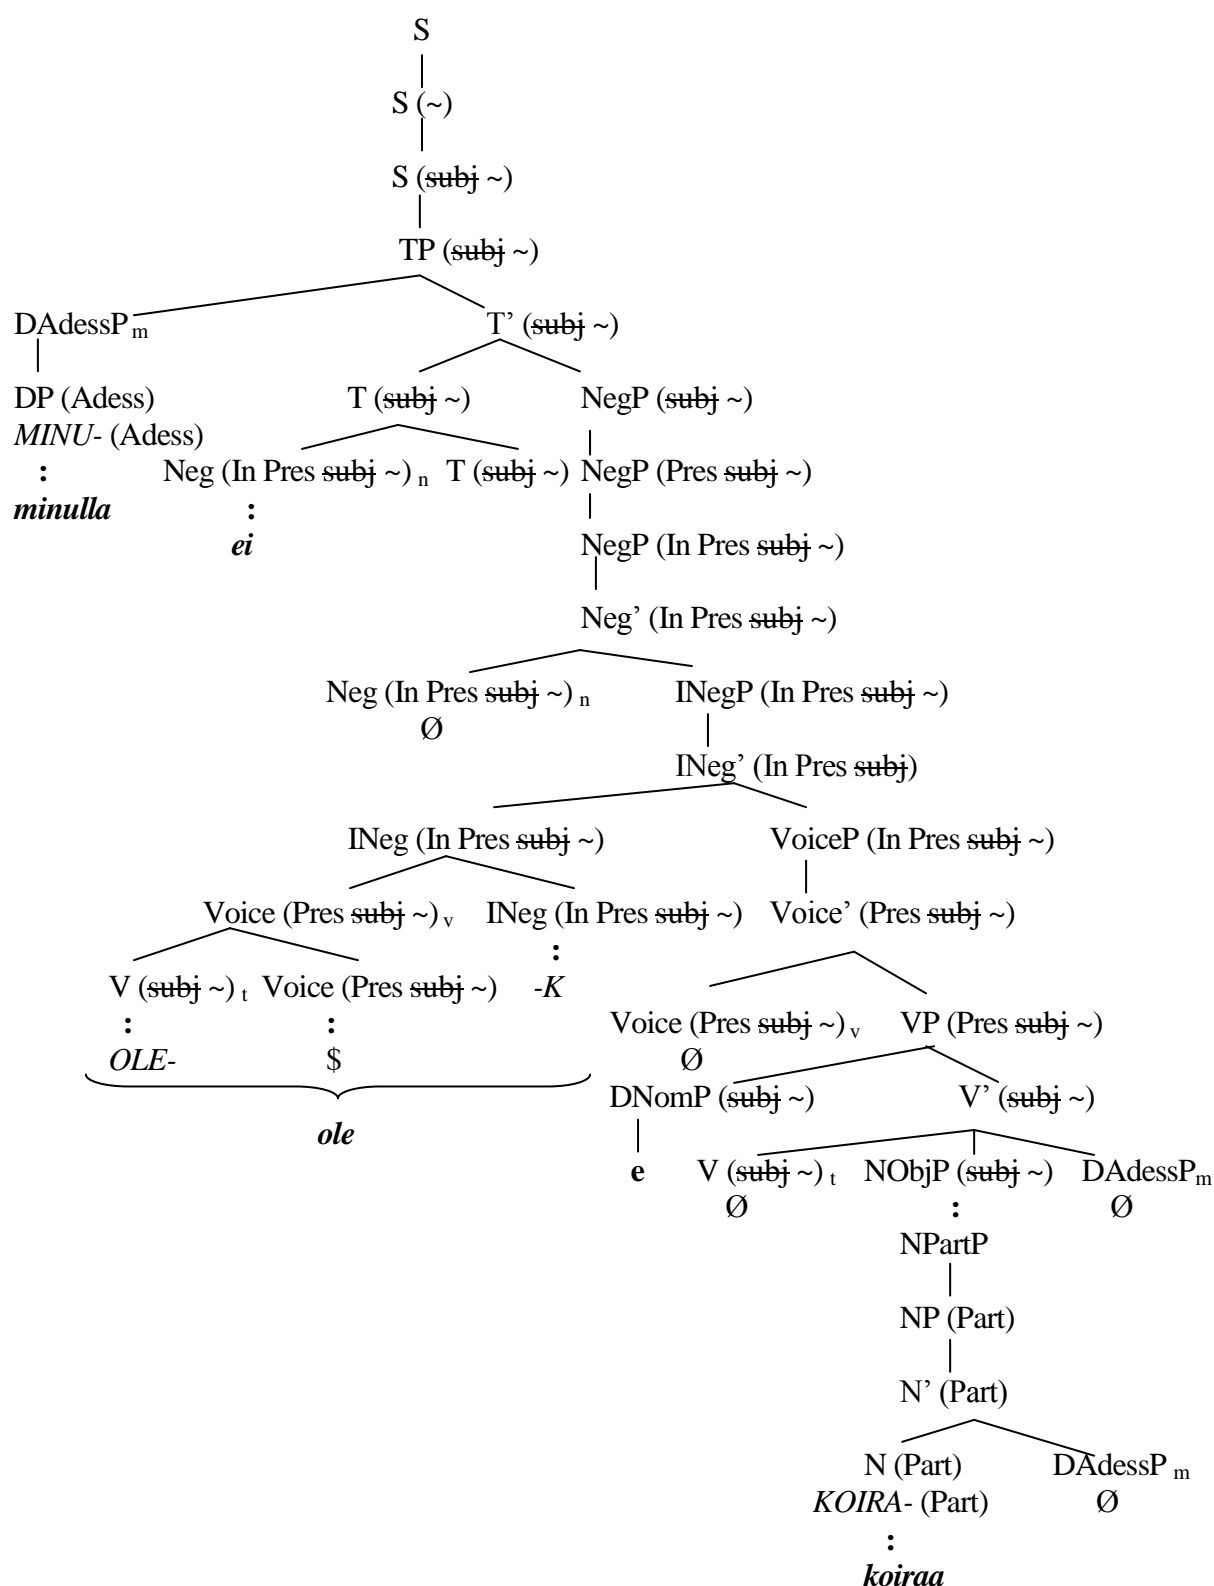 S
S (~)
S (subj ~)
TP (subj ~)
DAdessP m T’ (subj ~)
DP (Adess) T (subj ~) NegP (subj ~)
MINU- (Adess)
: Neg (In Pres subj ~) n T (subj ~) NegP (Pres subj ~)
minulla :
ei NegP (In Pres subj ~)
Neg’ (In Pres subj ~)
Neg (In Pres subj ~) n INegP (In Pres subj ~)
Ø
INeg’ (In Pres subj)
INeg (In Pres subj ~) VoiceP (In Pres subj ~)
Voice (Pres subj ~) v INeg (In Pres subj ~) Voice’ (Pres subj ~)
:
V (subj ~) t Voice (Pres subj ~) -K
: : Voice (Pres subj ~) v VP (Pres subj ~)
OLE- $ Ø
DNomP (subj ~) V’ (subj ~)
ole
e V (subj ~) t NObjP (subj ~) DAdessP m
Ø : Ø
NPartP
NP (Part)
N’ (Part)
N (Part) DAdessP m
KOIRA- (Part) Ø
:
koiraa